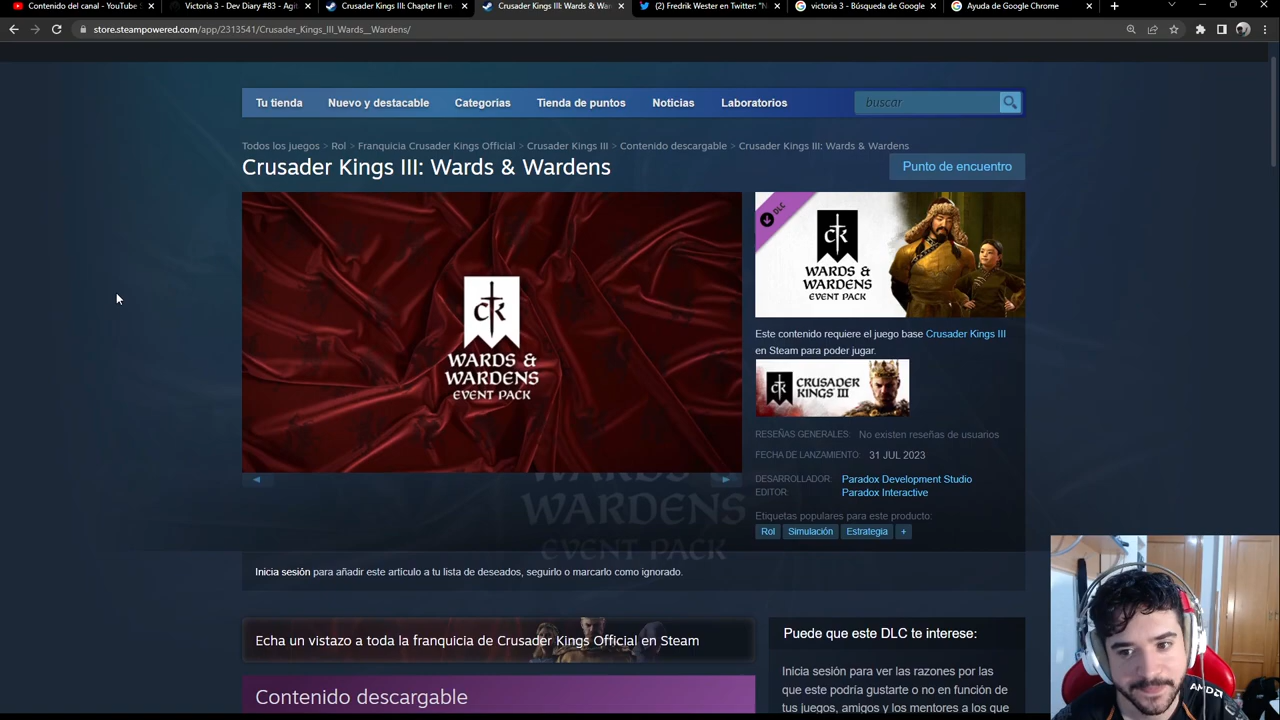 Contenido del canal - YouTube S
Victoria 3 - Dev Diary #83 - Agit
Crusader Kings III: Chapter II en
Crusader Kings III: Wards & War
(2) Fredrik Wester en Twitter: "N
victoria 3 - Búsqueda de Google
Ayuda de Google Chrome
store.steampowered.com/app/2313541/Crusader_Kings_III_Wards__Wardens/
Tu tienda
Nuevo y destacable
Categorías
Tienda de puntos
Noticias
Laboratorios
buscar
Todos los juegos > Rol > Franquicia Crusader Kings Official > Crusader Kings III > Contenido descargable > Crusader Kings III: Wards & Wardens
Crusader Kings III: Wards & Wardens
Punto de encuentro
ck
WARDS &
WARDENS
EVENT PACK
DLC
ck
WARDS &
WARDENS
EVENT PACK
Este contenido requiere el juego base Crusader Kings III
en Steam para poder jugar.
ck
CRUSADER
KINGS III
RESEÑAS GENERALES: No existen reseñas de usuarios
FECHA DE LANZAMIENTO: 31 JUL 2023
DESARROLLADOR: Paradox Development Studio
EDITOR: Paradox Interactive
Etiquetas populares para este producto:
Rol
Simulación
Estrategia
+
WARDS &
WARDENS
EVENT PACK
Inicia sesión para añadir este artículo a tu lista de deseados, seguirlo o marcarlo como ignorado.
Echa un vistazo a toda la franquicia de Crusader Kings Official en Steam
Contenido descargable
Puede que este DLC te interese:
Inicia sesión para ver las razones por las
que este podría gustarte o no en función de
tus juegos, amigos y los mentores a los que
AMD